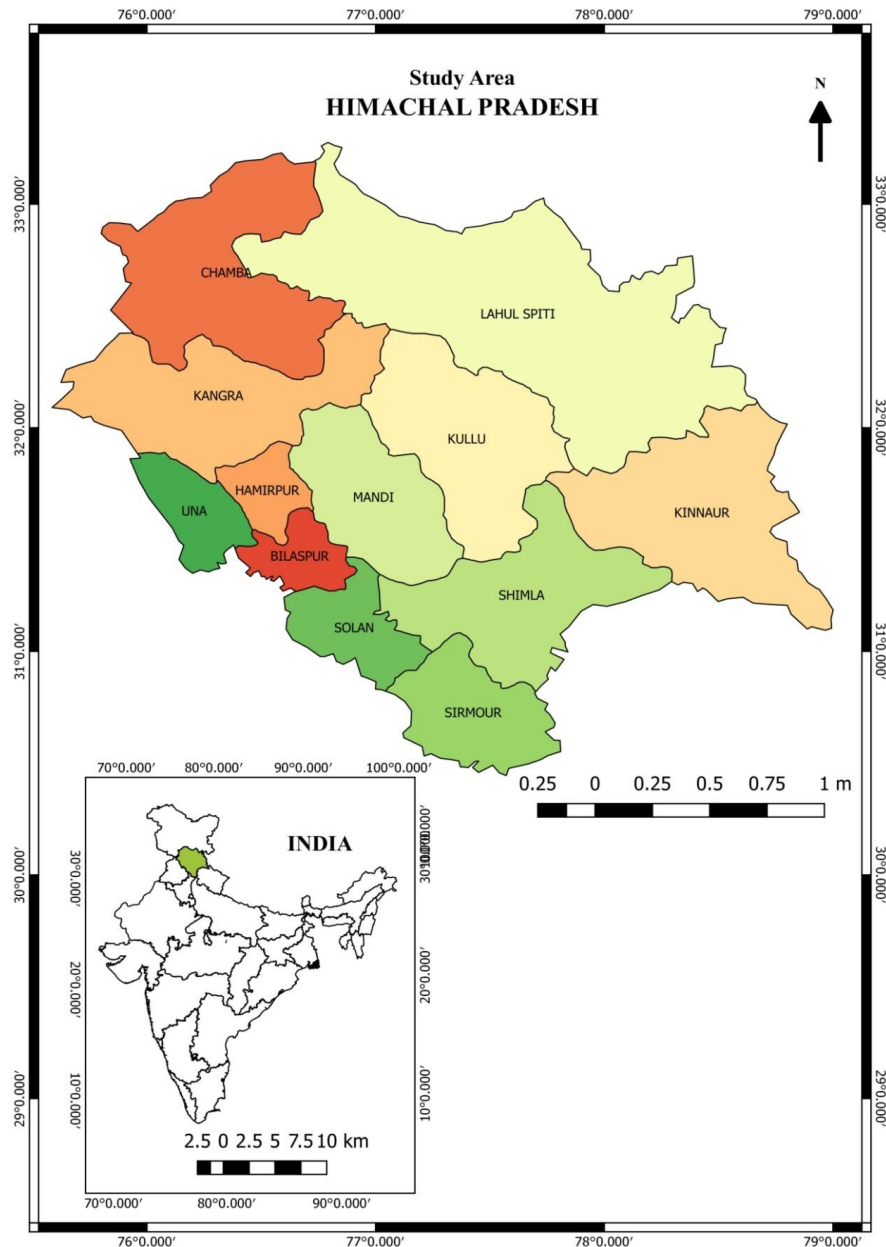 76°0.000′ 77°0.000′ 78°0.000′ 79°0.000′
Study Area
HIMACHAL PRADESH
N
33°0.000′ 33°0.000′
CHAMBA
LAHUL SPITI
KANGRA
32°0.000′ 32°0.000′
KULLU
HAMIRPUR
MANDI
UNA
KINNAUR
BILASPUR
SHIMLA
SOLAN
31°0.000′ 31°0.000′
SIRMOUR
70°0.000′ 80°0.000′ 90°0.000′ 100°0.000′
0.25 0 0.25 0.5 0.75 1 m
INDIA
30°0.000′ 30°0.000′
30°0.000′
20°0.000′ 20°0.000′
10°0.000′ 10°0.000′
29°0.000′ 29°0.000′
2.5 0 2.5 5 7.5 10 km
70°0.000′ 80°0.000′ 90°0.000′
76°0.000′ 77°0.000′ 78°0.000′ 79°0.000′